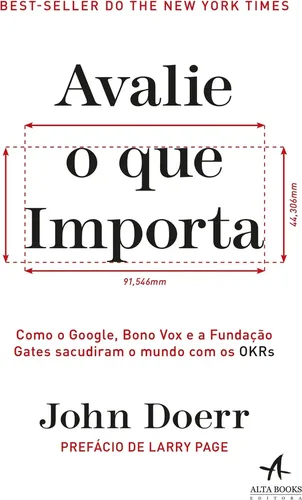 BEST-SELLER DO THE NEW YORK TIMES
Avalie
o que
Importa
44,306mm
91,546mm
Como o Google, Bono Vox e a Fundação
Gates sacudiram o mundo com os OKRs
John Doerr
PREFÁCIO DE LARRY PAGE
ALTA BOOKS
EDITORA